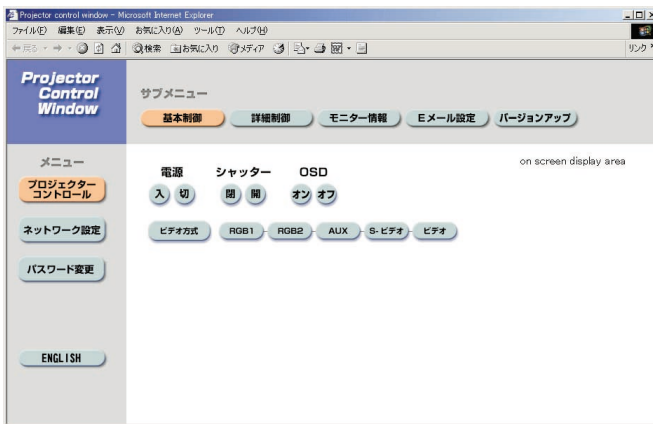 Projector control window - Microsoft Internet Explorer
ファイル(F) 編集(E) 表示(V) お気に入り(A) ツール(T) ヘルプ(H)
戻る 検索 お気に入り メディア リンク
Projector
Control
Window
サブメニュー
基本制御 詳細制御 モニター情報 Eメール設定 バージョンアップ
メニュー
プロジェクター
コントロール
ネットワーク設定
パスワード変更
ENGLISH
on screen display area
電源 シャッター OSD
入 切 閉 開 オン オフ
ビデオ方式 RGB1 RGB2 AUX S-ビデオ ビデオ